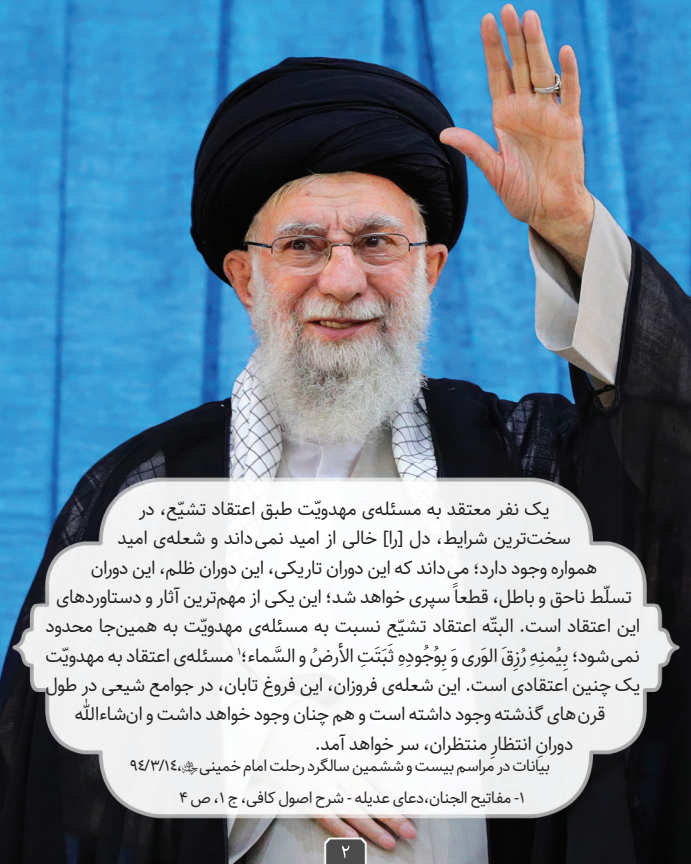 یک نفر معتقد به مسئله‌ی مهدویّت طبق اعتقاد تشیّع، در
سخت‌ترین شرایط، دل [را] خالی از امید نمی‌داند و شعله‌ی امید
همواره وجود دارد؛ می‌داند که این دوران تاریکی، این دوران ظلم، این دوران
تسلّط ناحق و باطل، قطعاً سپری خواهد شد؛ این یکی از مهم‌ترین آثار و دستاوردهای
این اعتقاد است. البتّه اعتقاد تشیّع نسبت به مسئله‌ی مهدویّت به همین‌جا محدود
نمی‌شود؛ بِیُمنِهِ رُزِقَ الوَری وَ بِوُجُودِهِ ثَبَتَتِ الأرضُ و السَّماء؛۱ مسئله‌ی اعتقاد به مهدویّت
یک چنین اعتقادی است. این شعله‌ی فروزان، این فروغ تابان، در جوامع شیعی در طول
قرن‌های گذشته وجود داشته است و هم چنان وجود خواهد داشت و ان‌شاءالله
دورانِ انتظارِ منتظران، سر خواهد آمد.
بیانات در مراسم بیست و ششمین سالگرد رحلت امام خمینی، ۹٤/۳/۱٤
۱- مفاتیح الجنان،دعای عدیله - شرح اصول کافی، ج ۱، ص ۴
۲